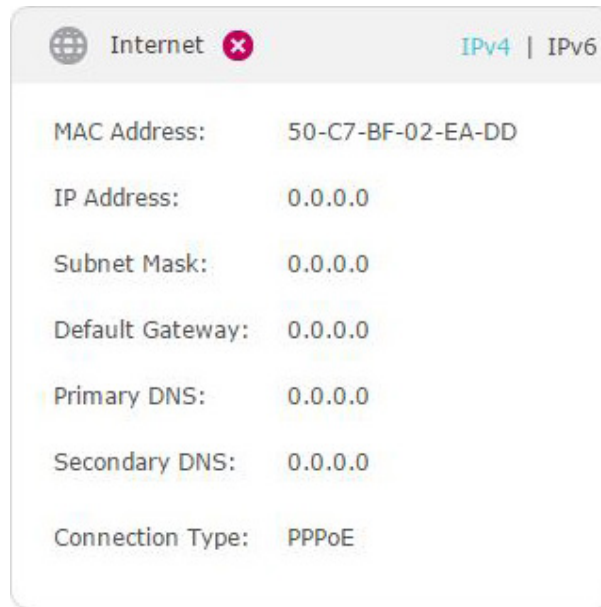 Internet IPv4 | IPv6
MAC Address: 50-C7-BF-02-EA-DD
IP Address: 0.0.0.0
Subnet Mask: 0.0.0.0
Default Gateway: 0.0.0.0
Primary DNS: 0.0.0.0
Secondary DNS: 0.0.0.0
Connection Type: PPPoE